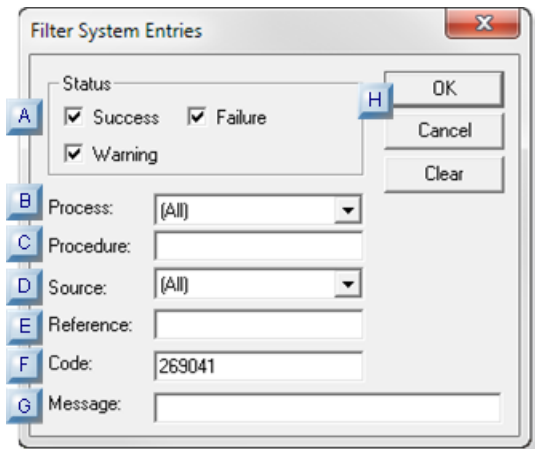 Filter System Entries
Status
A
Success
Failure
Warning
H
OK
Cancel
Clear
B
Process:
(All)
C
Procedure:
D
Source:
(All)
E
Reference:
F
Code:
269041
G
Message: